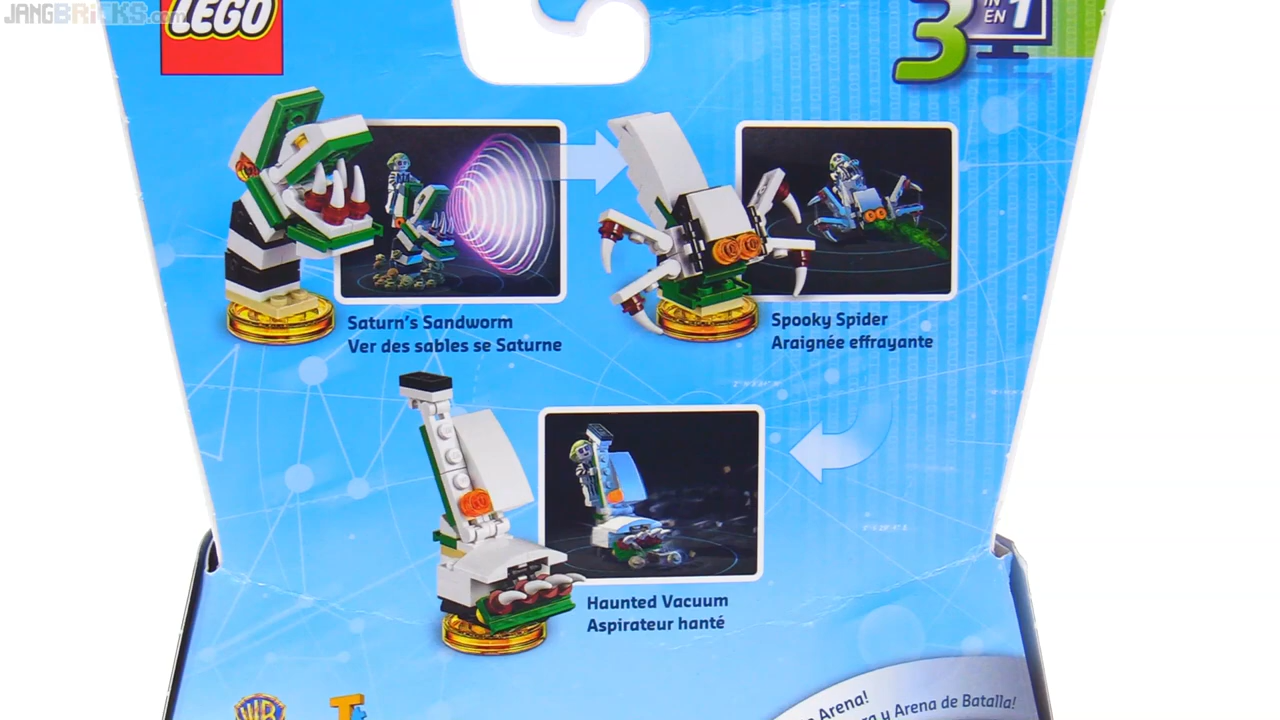 JANGBRICKS.com
LEGO
3 IN
EN 1
Saturn's Sandworm
Ver des sables se Saturne
Spooky Spider
Araignée effrayante
Haunted Vacuum
Aspirateur hanté
WB
Arena!
y Arena de Batalla!